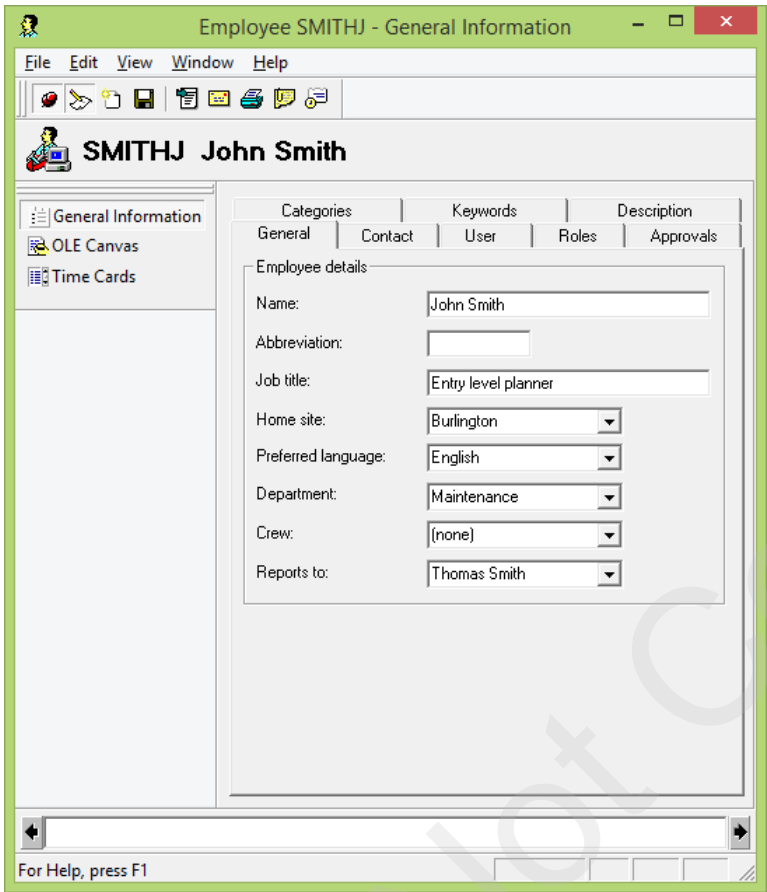 Employee SMITHJ - General Information
File Edit View Window Help
SMITHJ John Smith
General Information
OLE Canvas
Time Cards
Categories Keywords Description
General Contact User Roles Approvals
Employee details
Name: John Smith
Abbreviation:
Job title: Entry level planner
Home site: Burlington
Preferred language: English
Department: Maintenance
Crew: (none)
Reports to: Thomas Smith
For Help, press F1